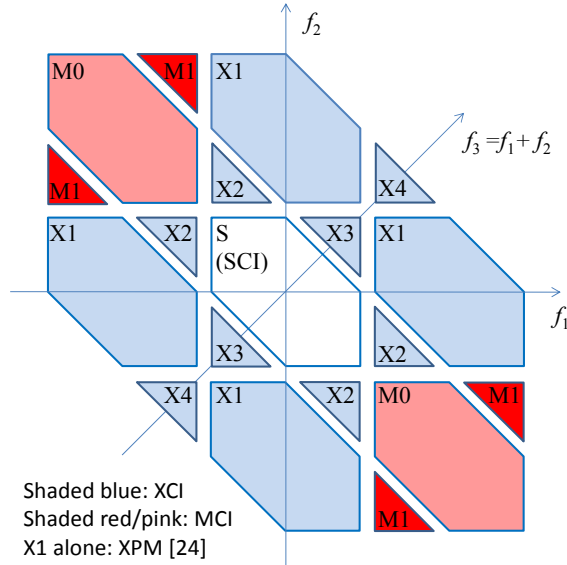 f2
M0 M1 X1
f3 =f1+ f2
M1 X2 X4
X1 X2 S X3 X1
(SCI)
f1
X3 X2
X4 X1 X2 M0 M1
M1
Shaded blue: XCI
Shaded red/pink: MCI
X1 alone: XPM [24]